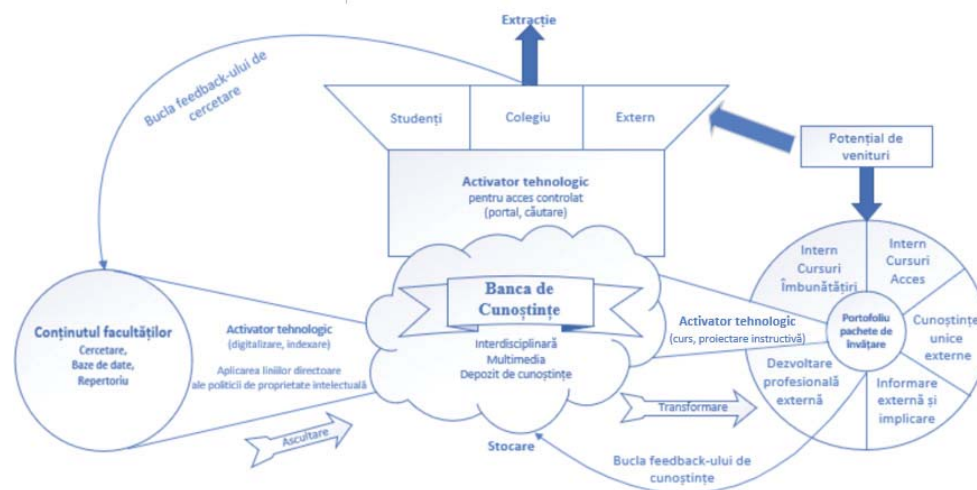 Extracție
Bucla feedback-ului de
cercetare
Studenți
Colegiu
Extern
Potențial de
venituri
Activator tehnologic
pentru acces controlat
(portal, căutare)
Conținutul facultăților
Cercetare,
Baze de date,
Repertoriu
Activator tehnologic
(digitalizare, indexare)
Aplicarea liniilor directoare
ale politicii de proprietate intelectuală
Ascultare
Banca de
Cunoștințe
Interdisciplinară
Multimedia
Depozit de cunoștințe
Stocare
Activator tehnologic
(curs, proiectare instructivă)
Transformare
Bucla feedback-ului de
cunoștințe
Intern
Cursuri
Îmbunătățiri
Intern
Cursuri
Acces
Cunoștințe
unice
externe
Informare
externă și
implicare
Dezvoltare
profesională
externă
Portofoliu
pachete de
învățare